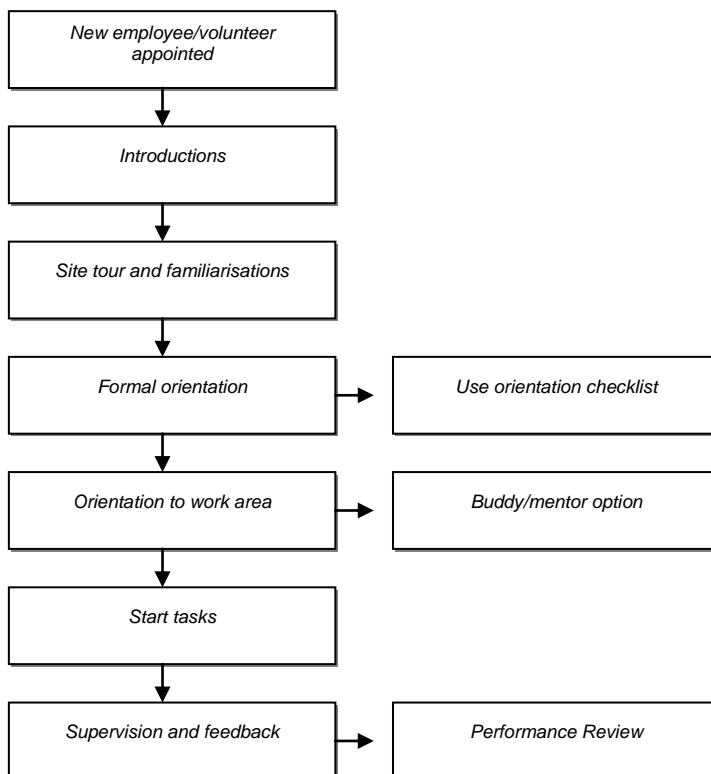 New employee/volunteer
appointed
Introductions
Site tour and familiarisations
Formal orientation
Use orientation checklist
Orientation to work area
Buddy/mentor option
Start tasks
Supervision and feedback
Performance Review